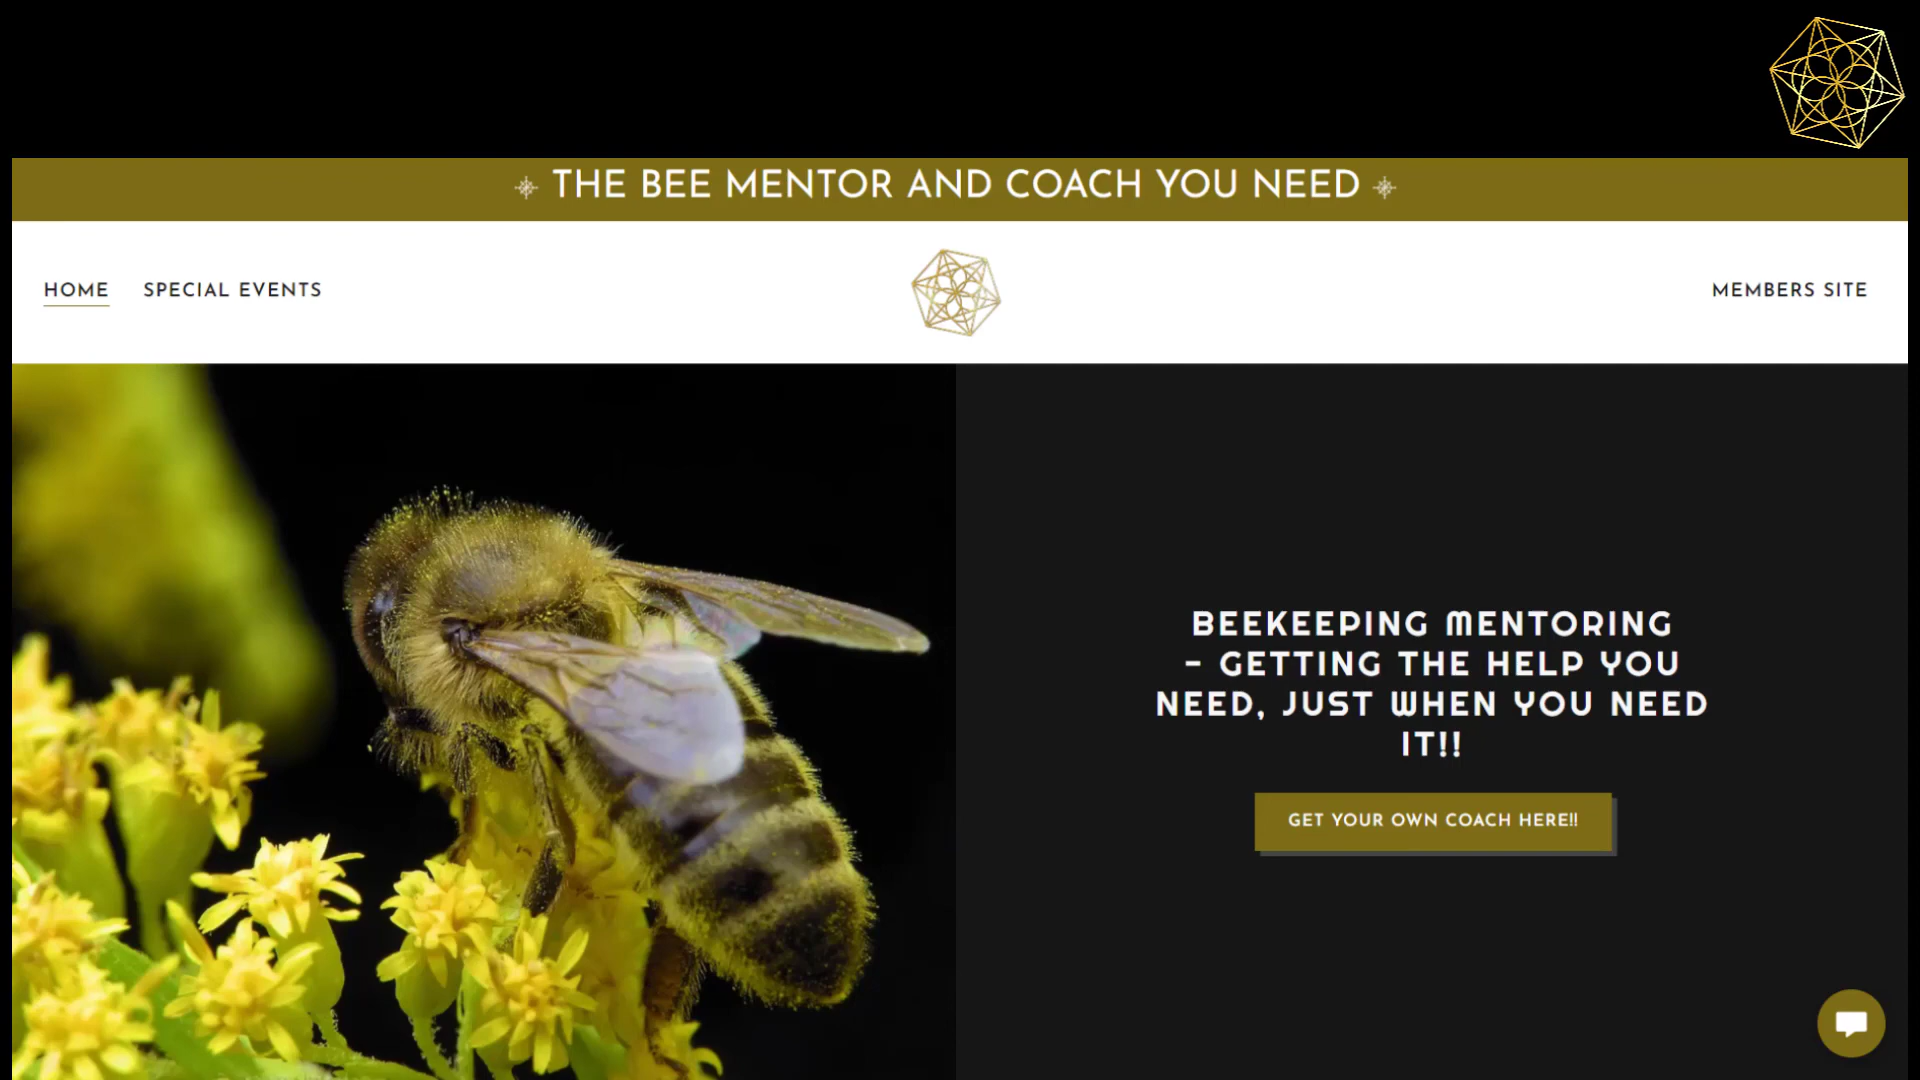 THE BEE MENTOR AND COACH YOU NEED
HOME
SPECIAL EVENTS
MEMBERS SITE
BEEKEEPING MENTORING
- GETTING THE HELP YOU
NEED, JUST WHEN YOU NEED
IT!!
GET YOUR OWN COACH HERE!!